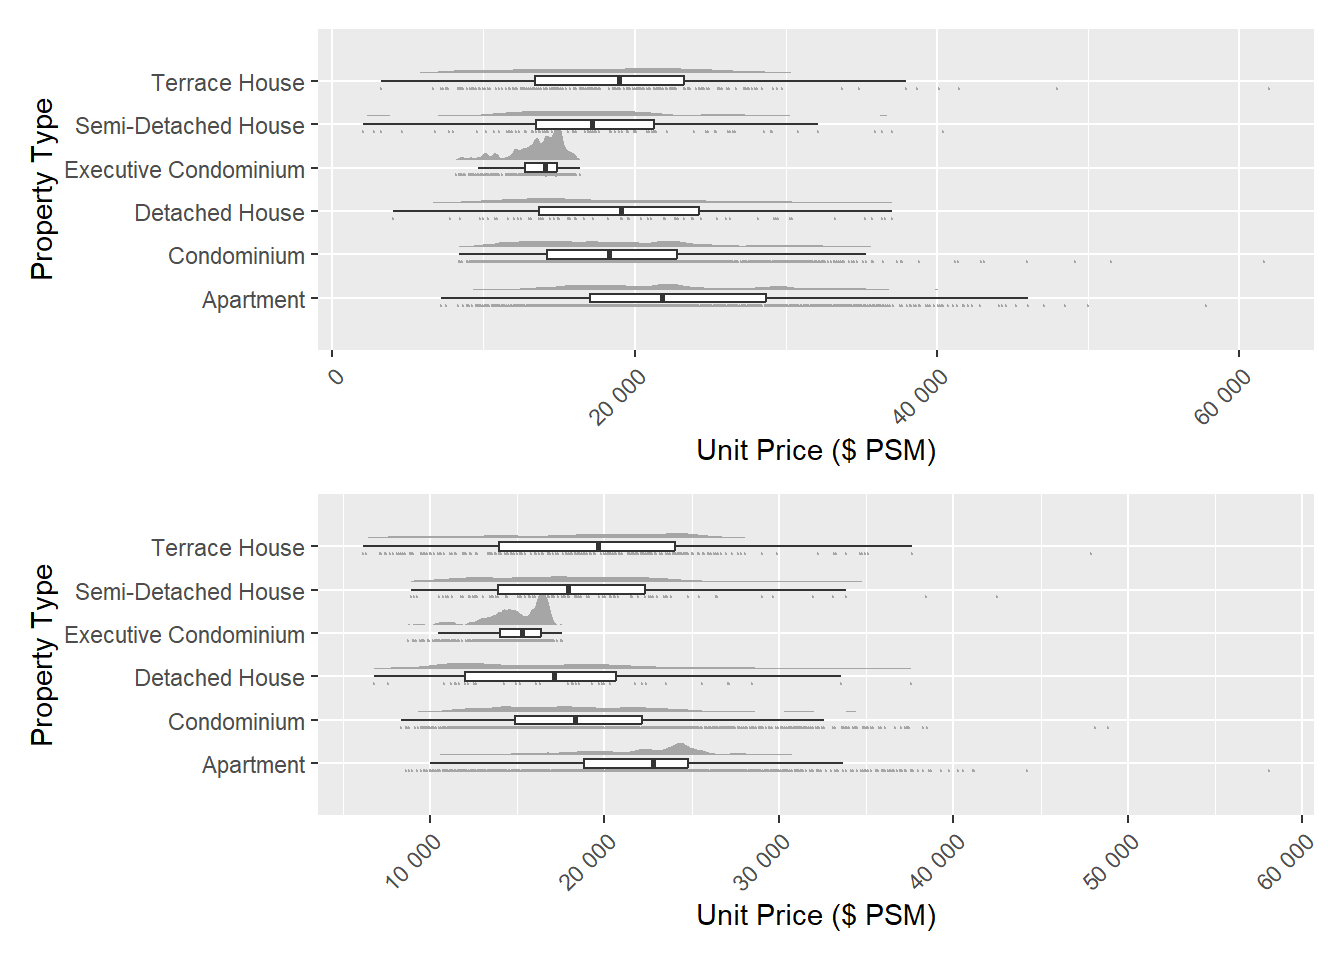 Property Type
Terrace House
Semi-Detached House
Executive Condominium
Detached House
Condominium
Apartment
0
20 000
40 000
60 000
Unit Price ($ PSM)
Property Type
Terrace House
Semi-Detached House
Executive Condominium
Detached House
Condominium
Apartment
10 000
20 000
30 000
40 000
50 000
60 000
Unit Price ($ PSM)